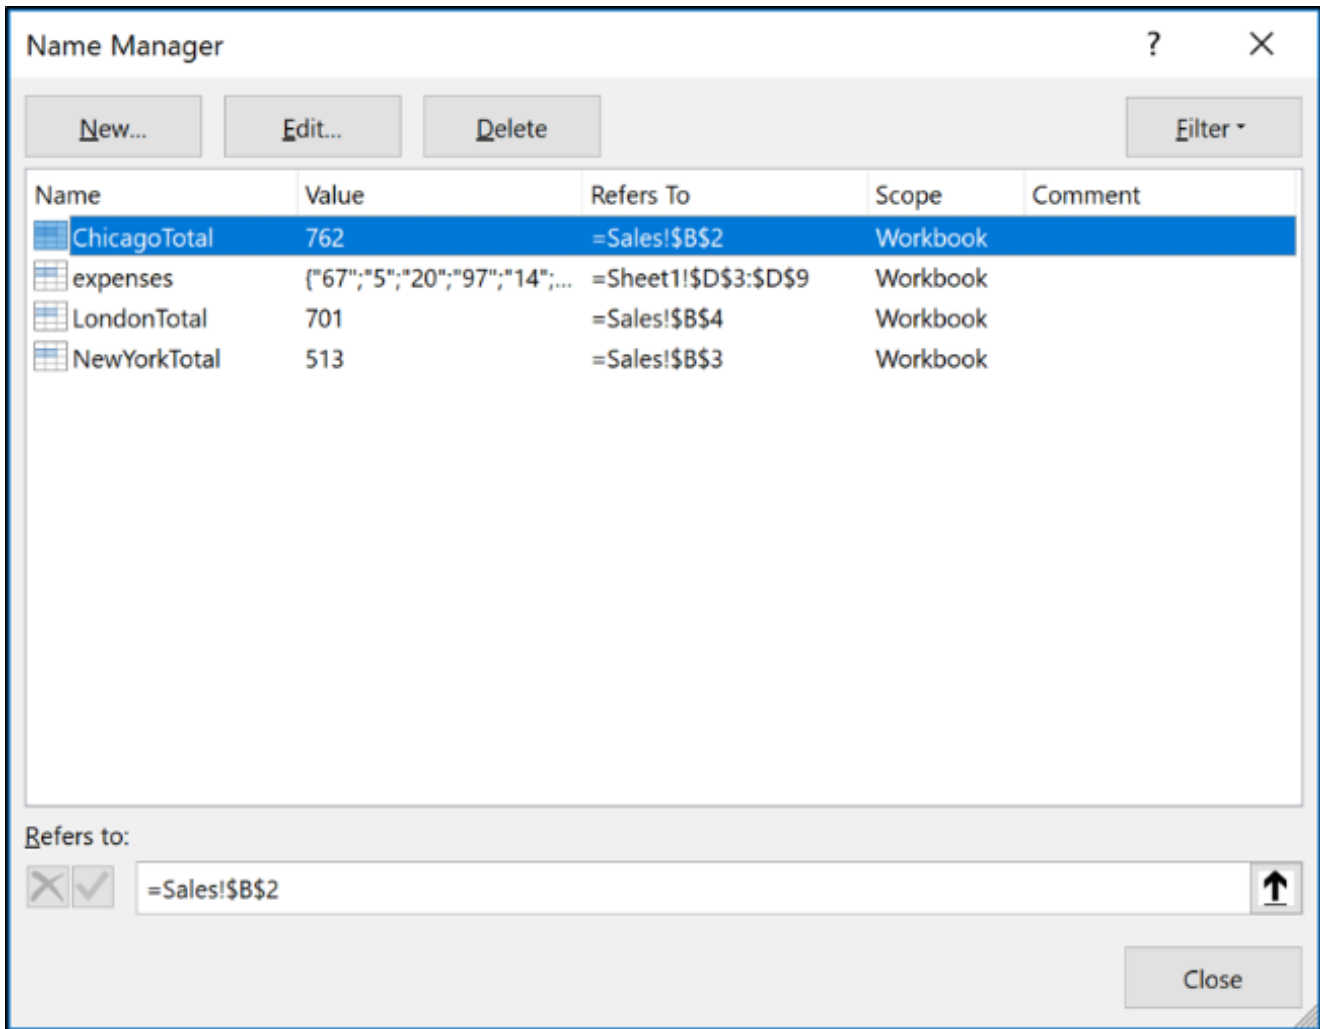 Name Manager ?
New... Edit... Delete Filter
Name Value Refers To Scope Comment
ChicagoTotal 762 =Sales!$B$2 Workbook
expenses {"67";"5";"20";"97";"14";... =Sheet1!$D$3:$D$9 Workbook
LondonTotal 701 =Sales!$B$4 Workbook
NewYorkTotal 513 =Sales!$B$3 Workbook
Refers to:
=Sales!$B$2
Close